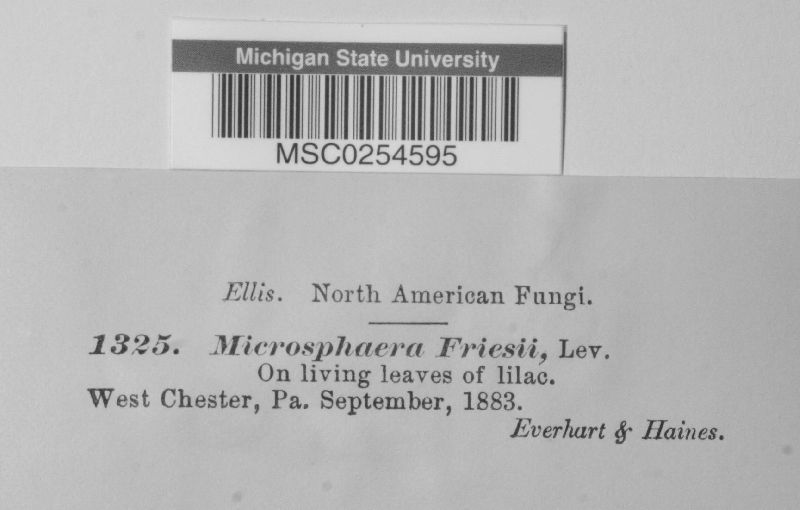 Michigan State University
MSC0254595
Ellis. North American Fungi.
1325. Microsphaera Friesii, Lev.
On living leaves of lilac.
West Chester, Pa. September, 1883.
Everhart & Haines.